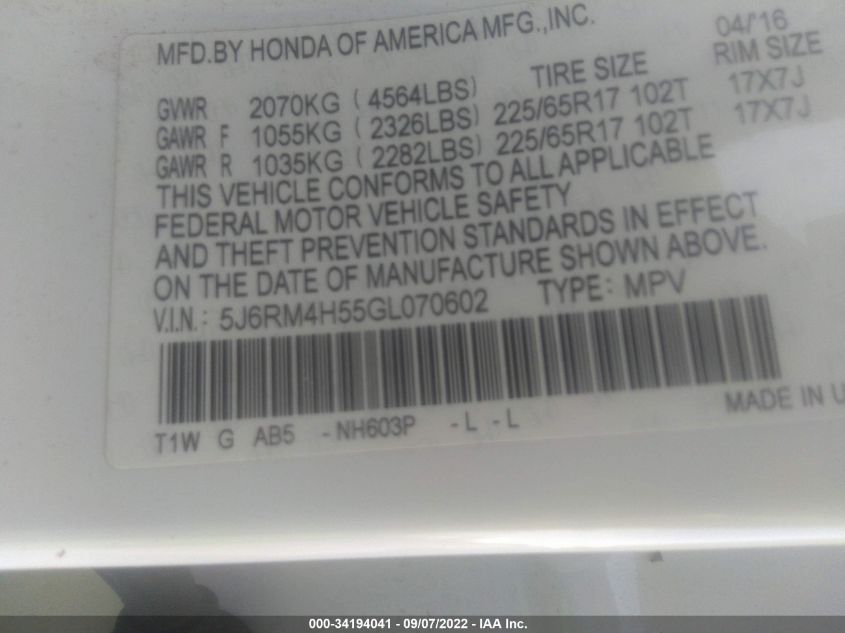 MFD.BY HONDA OF AMERICA MFG.,INC. 04/'16
TIRE SIZE RIM SIZE
GVWR 2070KG ( 4564LBS)
GAWR F 1055KG ( 2326LBS) 225/65R17 102T 17X7J
GAWR R 1035KG ( 2282LBS) 225/65R17 102T 17X7J
THIS VEHICLE CONFORMS TO ALL APPLICABLE
FEDERAL MOTOR VEHICLE SAFETY
AND THEFT PREVENTION STANDARDS IN EFFECT
ON THE DATE OF MANUFACTURE SHOWN ABOVE.
V.I.N.: 5J6RM4H55GL070602 TYPE: MPV
MADE IN U
T1W G AB5 -NH603P -L -L
000-34194041 - 09/07/2022 - IAA Inc.